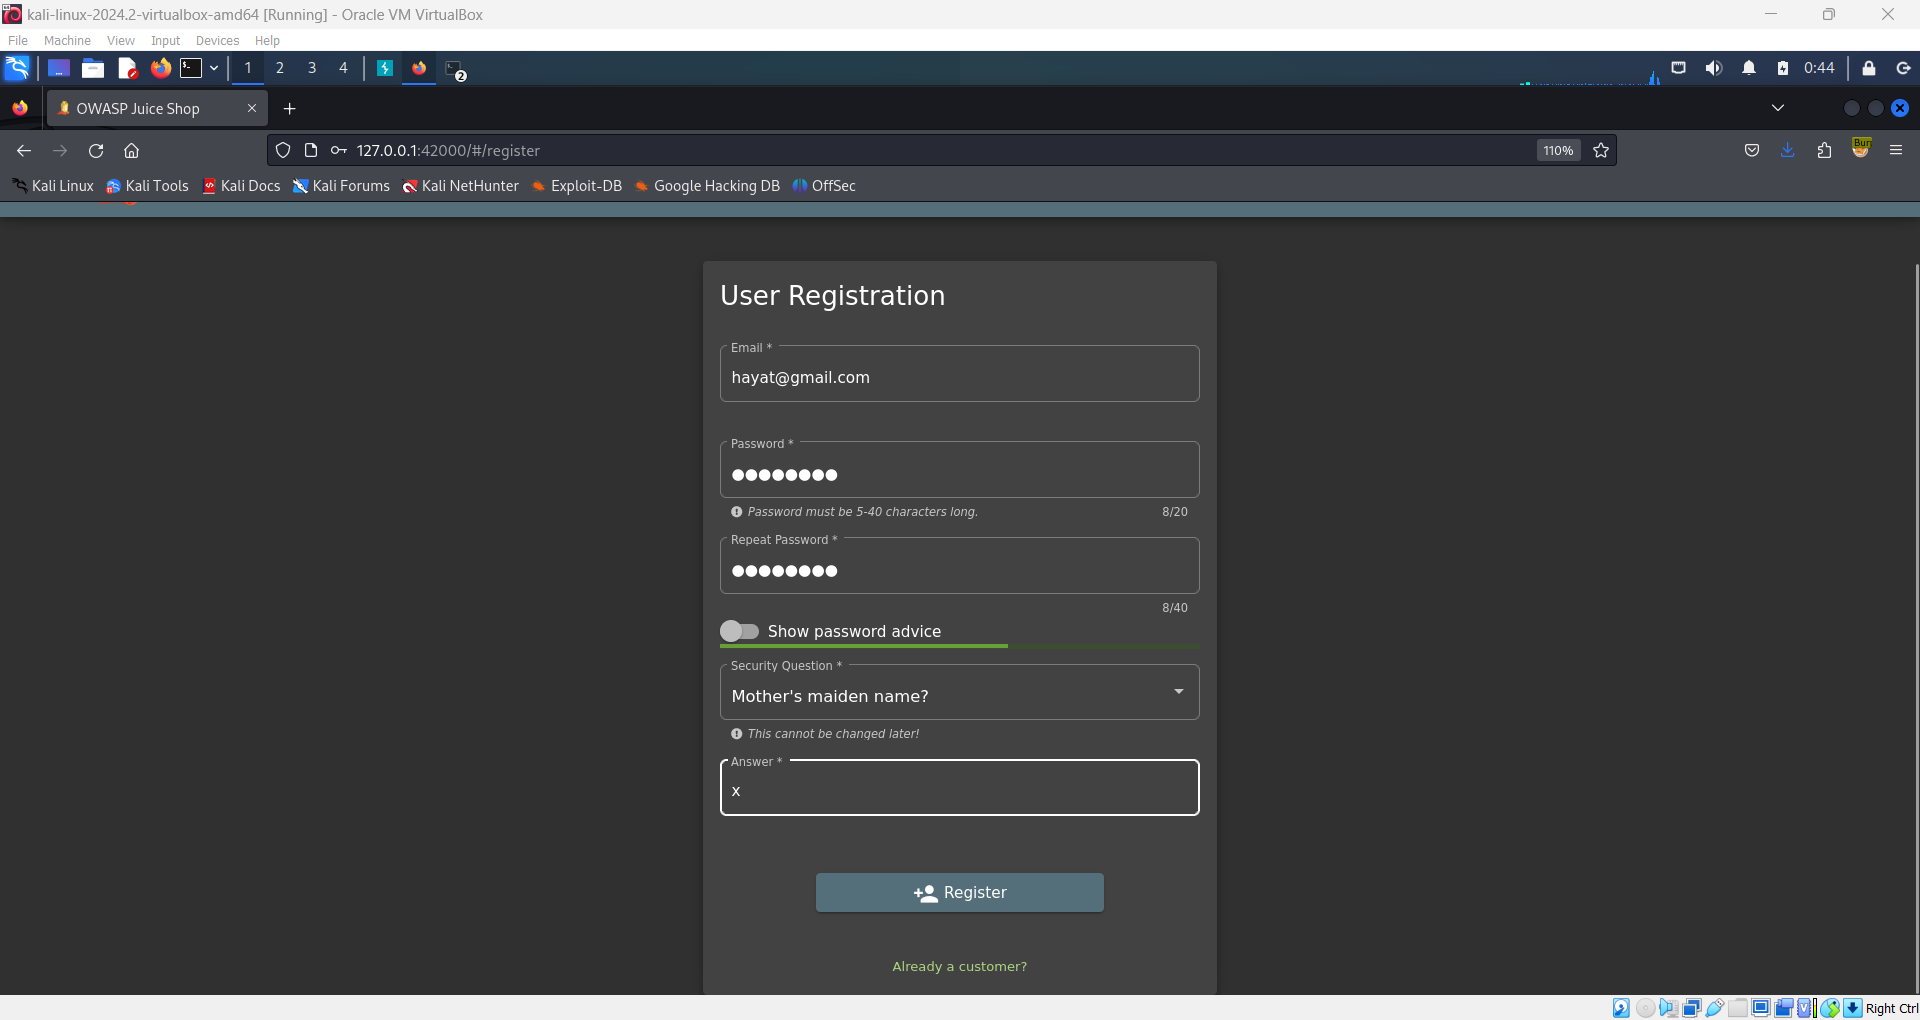 kali-linux-2024.2-virtualbox-amd64 [Running] - Oracle VM VirtualBox
File Machine View Input Devices Help
1 2 3 4 2 0:44
OWASP Juice Shop
127.0.0.1:42000/#/register 110%
Kali Linux Kali Tools Kali Docs Kali Forums Kali NetHunter Exploit-DB Google Hacking DB OffSec
User Registration
Email *
hayat@gmail.com
Password *
●●●●●●●●
Password must be 5-40 characters long. 8/20
Repeat Password *
●●●●●●●●
8/40
Show password advice
Security Question *
Mother's maiden name?
This cannot be changed later!
Answer *
x
Register
Already a customer?
Right Ctrl